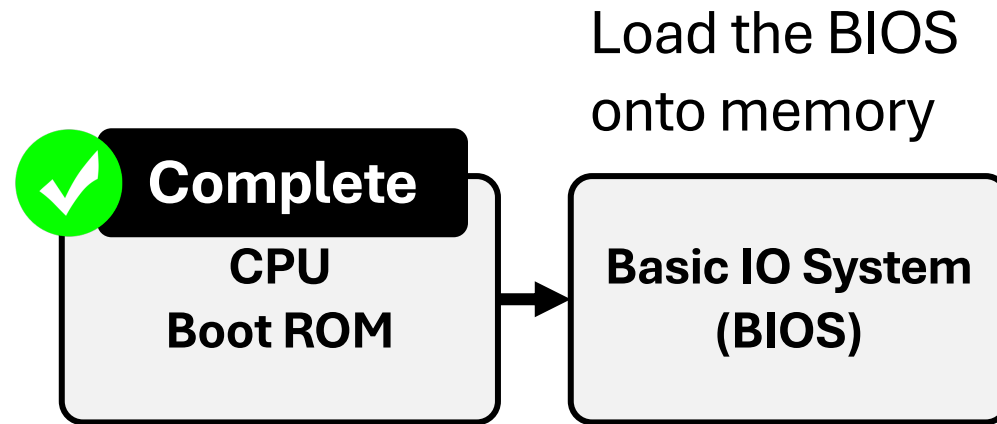 Load the BIOS
onto memory
Complete
CPU
Boot ROM
Basic IO System
(BIOS)